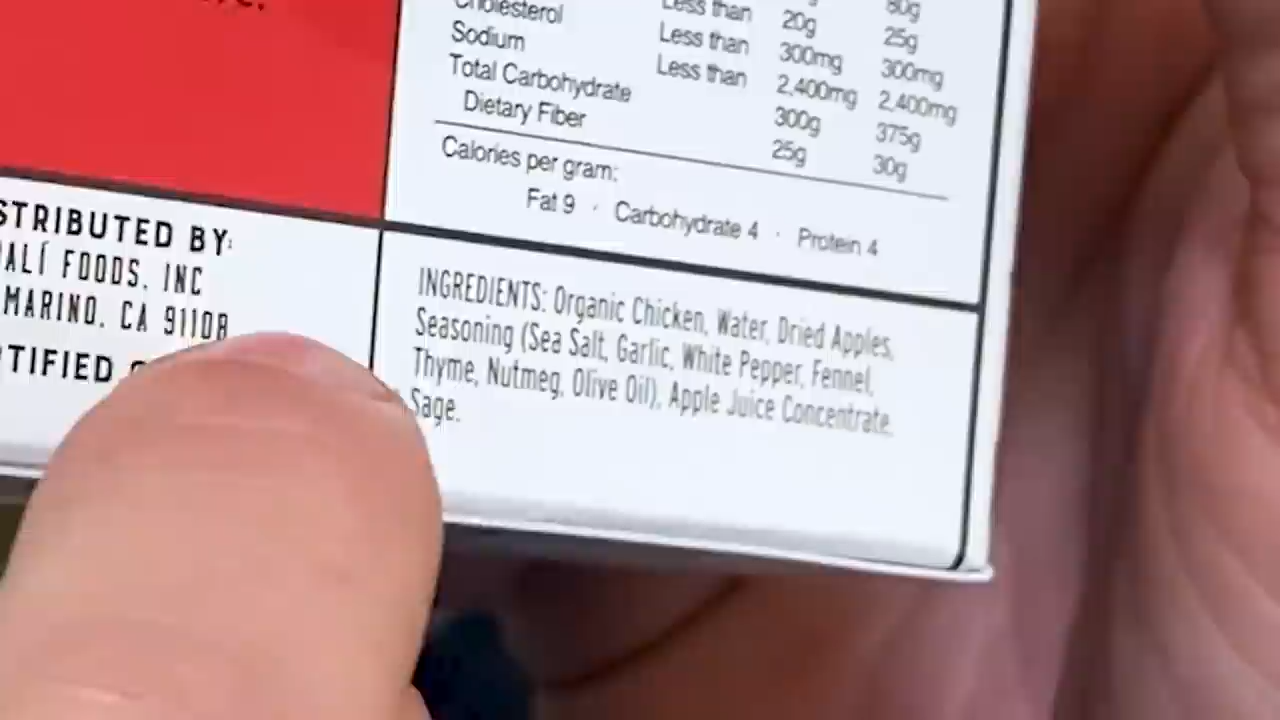 80g
Less than 20g 25g
Cholesterol Less than 300mg 300mg
Sodium Less than 2,400mg 2,400mg
Total Carbohydrate 300g 375g
Dietary Fiber 25g 30g
Calories per gram:
Fat 9 · Carbohydrate 4 · Protein 4
STRIBUTED BY:
ALÍ FOODS, INC
MARINO, CA 91108
TIFIED
INGREDIENTS: Organic Chicken, Water, Dried Apples,
Seasoning (Sea Salt, Garlic, White Pepper, Fennel,
Thyme, Nutmeg, Olive Oil), Apple Juice Concentrate,
Sage.